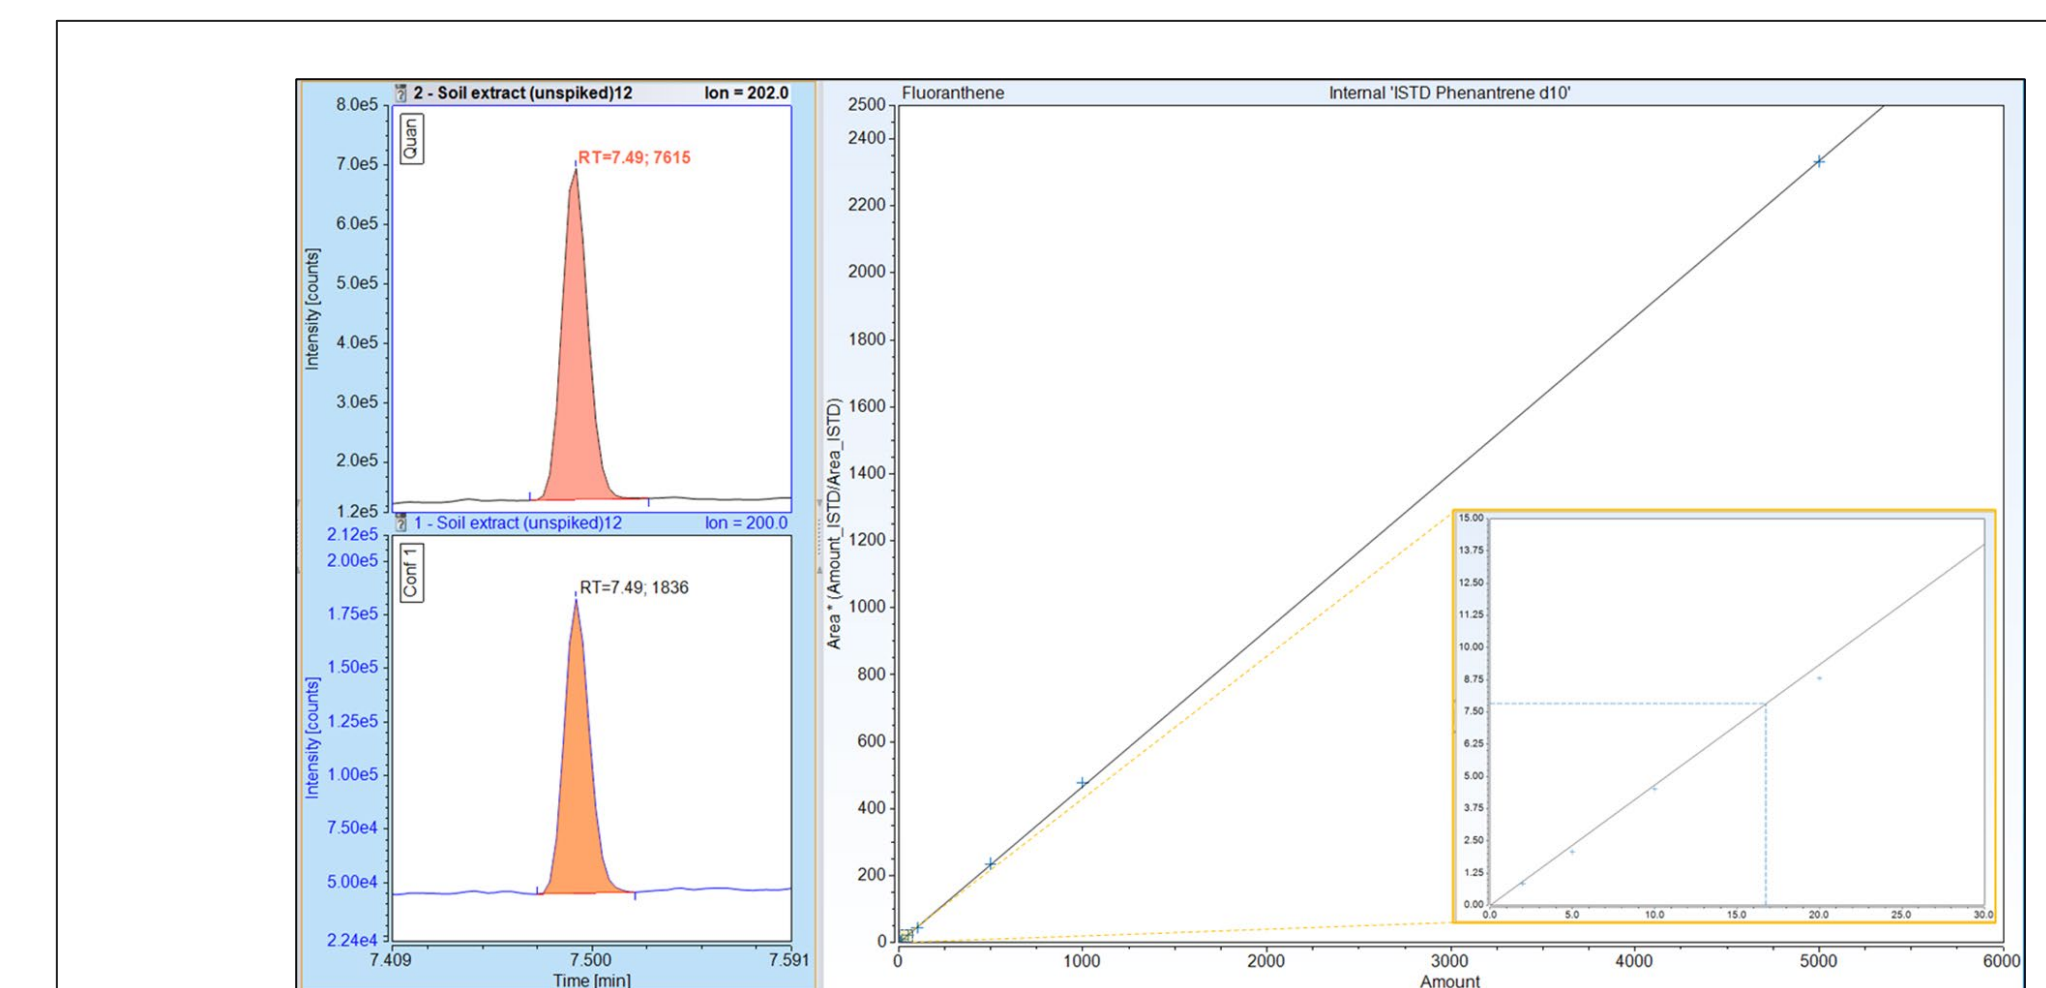 2 - Soil extract (unspiked)12 Ion = 202.0
Quan
RT=7.49; 7615
8.0e5
7.0e5
6.0e5
5.0e5
4.0e5
3.0e5
2.0e5
1.2e5
Intensity [counts]
1 - Soil extract (unspiked)12 Ion = 200.0
Conf 1
RT=7.49; 1836
2.12e5
2.00e5
1.75e5
1.50e5
1.25e5
1.00e5
7.50e4
5.00e4
2.24e4
Intensity [counts]
7.409 7.500 7.591
Time [min]
Fluoranthene Internal 'ISTD Phenantrene d10'
2500
2400
2200
2000
1800
1600
1400
1200
1000
800
600
400
200
0
Area * (Amount_ISTD/Area_ISTD)
15.00
13.75
12.50
11.25
10.00
8.75
7.50
6.25
5.00
3.75
2.50
1.25
0.00
0.0 5.0 10.0 15.0 20.0 25.0 30.0
0 1000 2000 3000 4000 5000 6000
Amount